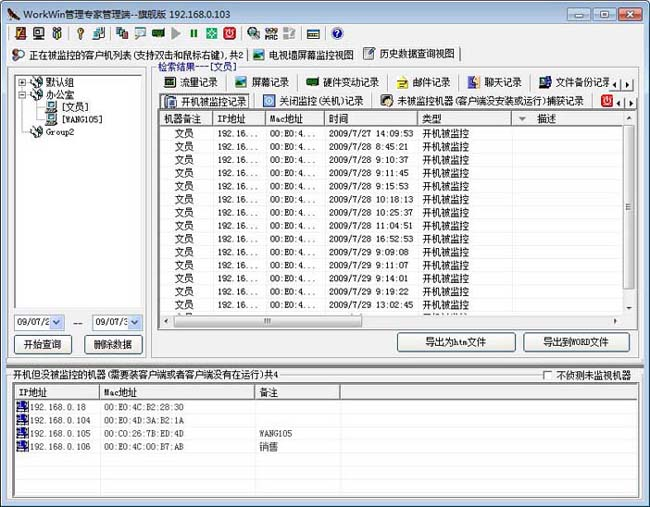 WorkWin管理专家管理端--旗舰版 192.168.0.103
正在被监控的客户机列表(支持双击和鼠标右键),共2 电视墙屏幕监控视图 历史数据查询视图
检索结果---[文员]
默认组
办公室
[文员]
[WANG105]
Group2
流量记录 屏幕记录 硬件变动记录 邮件记录 聊天记录 文件备份记录
开机被监控记录 关闭监控(关机)记录 未被监控机器(客户端没安装或运行)捕获记录
机器备注 IP地址 Mac地址 时间 类型 描述
文员 192.16... 00:E0:4... 2009/7/27 14:09:53 开机被监控
文员 192.16... 00:E0:4... 2009/7/28 8:45:21 开机被监控
文员 192.16... 00:E0:4... 2009/7/28 9:10:37 开机被监控
文员 192.16... 00:E0:4... 2009/7/28 9:11:45 开机被监控
文员 192.16... 00:E0:4... 2009/7/28 9:15:53 开机被监控
文员 192.16... 00:E0:4... 2009/7/28 10:18:13 开机被监控
文员 192.16... 00:E0:4... 2009/7/28 10:25:37 开机被监控
文员 192.16... 00:E0:4... 2009/7/28 11:04:51 开机被监控
文员 192.16... 00:E0:4... 2009/7/28 16:52:53 开机被监控
文员 192.16... 00:E0:4... 2009/7/29 9:09:08 开机被监控
文员 192.16... 00:E0:4... 2009/7/29 9:11:07 开机被监控
文员 192.16... 00:E0:4... 2009/7/29 9:14:01 开机被监控
文员 192.16... 00:E0:4... 2009/7/29 9:19:22 开机被监控
文员 192.16... 00:E0:4... 2009/7/29 13:02:45 开机被监控
09/07/2 -- 09/07/3
开始查询 删除数据 导出为htm文件 导出到WORD文件
开机但没被监控的机器(需要装客户端或者客户端没有在运行)共4 不侦测未监视机器
IP地址 Mac地址 备注
192.168.0.18 00:E0:4C:B2:28:30
192.168.0.104 00:E0:4D:3A:B2:1A
192.168.0.105 00:C0:26:7B:ED:4D WANG105
192.168.0.106 00:E0:4C:00:B7:AB 销售